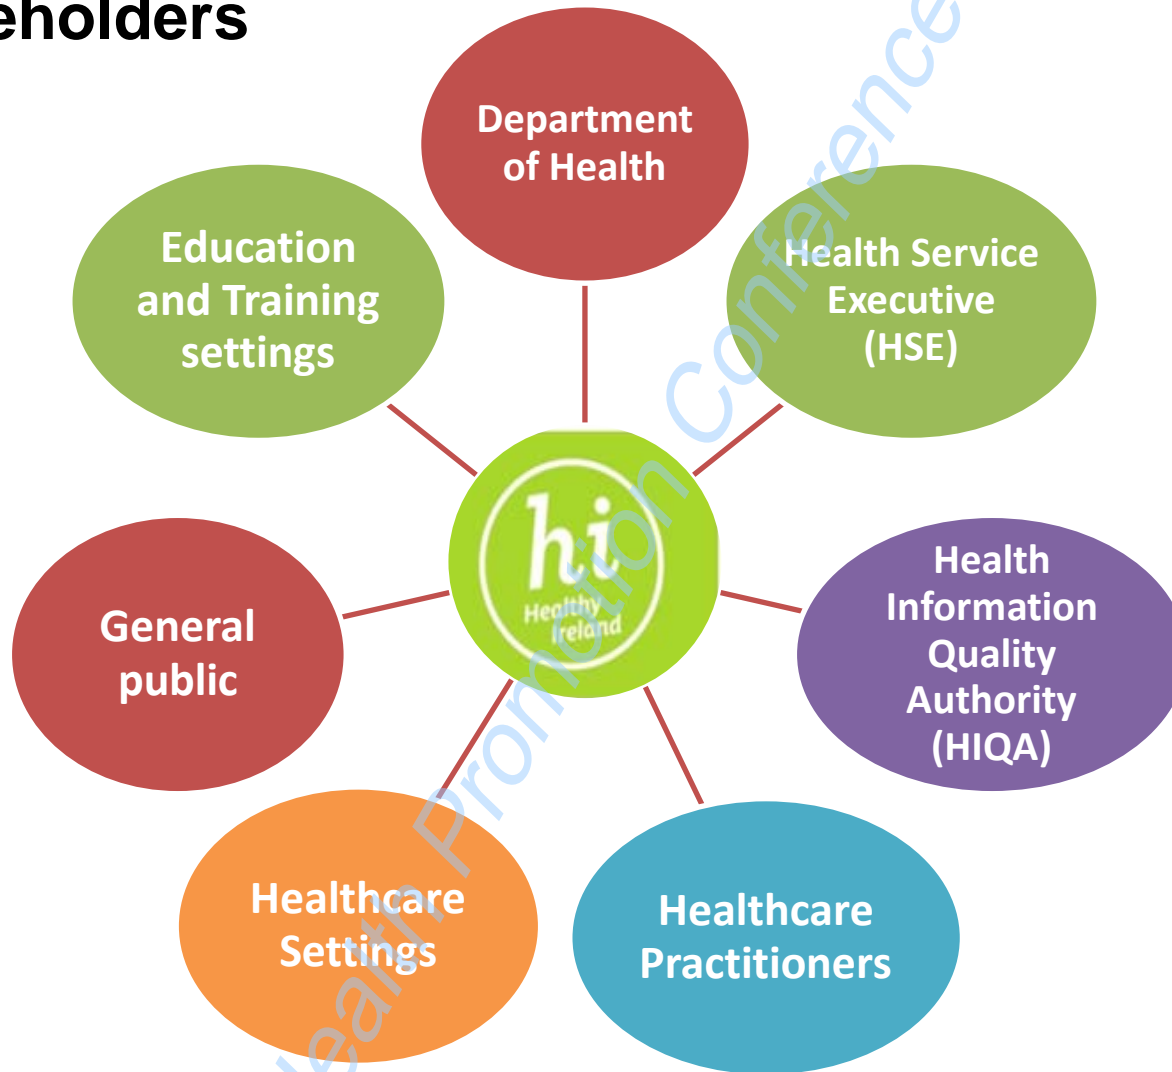 eholders
Department
of Health
Health Service
Executive
(HSE)
Health
Information
Quality
Authority
(HIQA)
Healthcare
Practitioners
Healthcare
Settings
General
public
Education
and Training
settings
hi
Healthy
Ireland
Health Promotion Conference